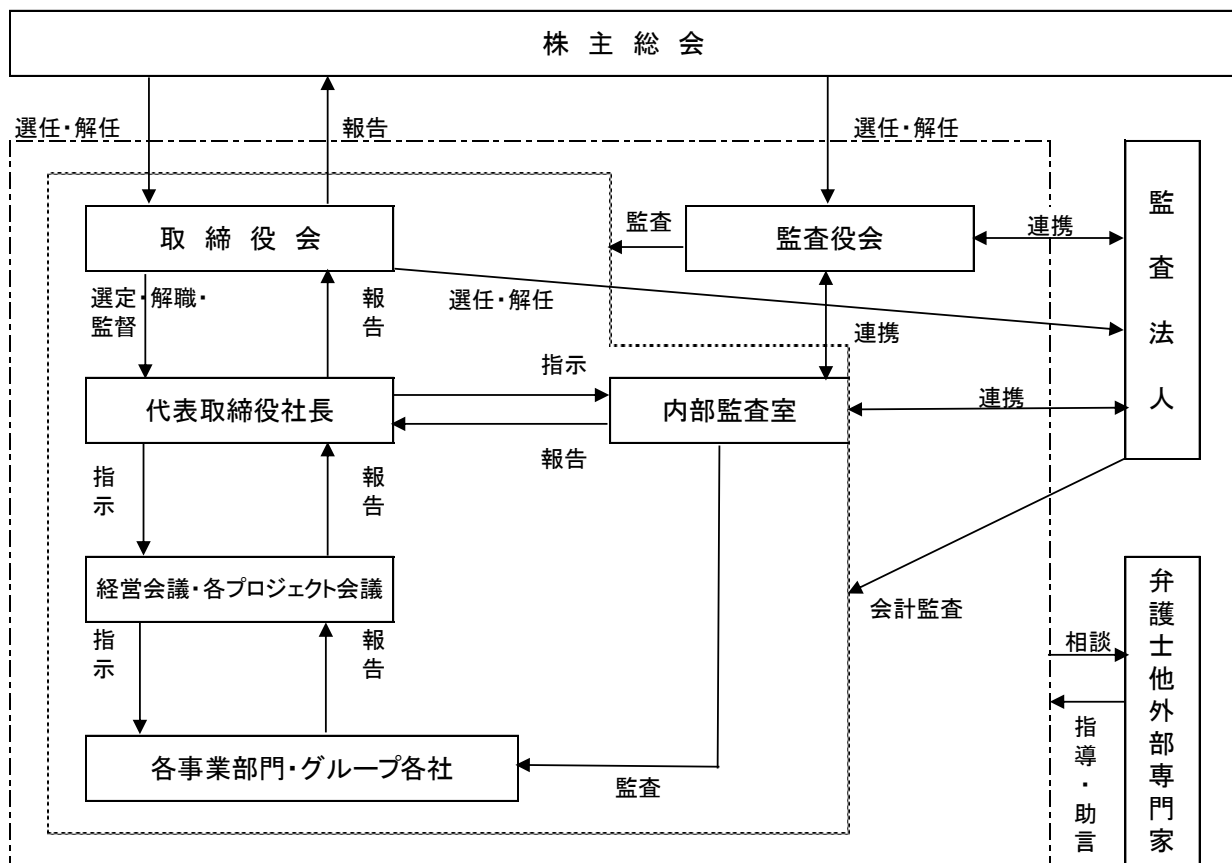 株主総会
選任・解任
報告
選任・解任
取締役会
監査
監査役会
連携
監査法人
選定・解職・
監督
報告
選任・解任
連携
代表取締役社長
指示
報告
内部監査室
連携
指示
報告
経営会議・各プロジェクト会議
会計監査
指示
報告
相談
弁護士他外部専門家
指導・助言
各事業部門・グループ各社
監査